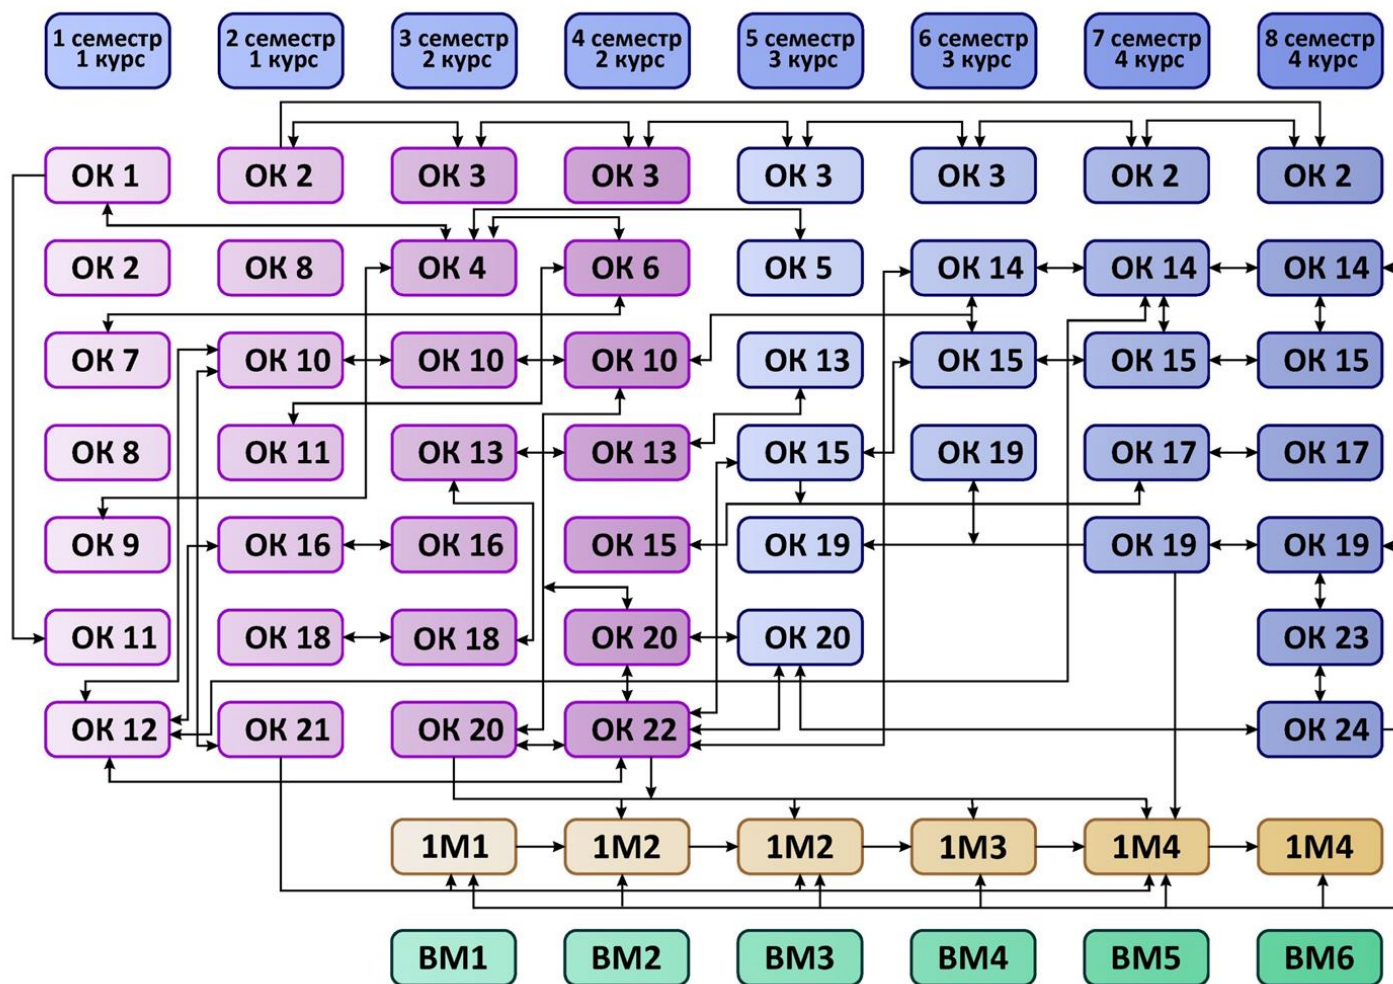 1 семестр
1 курс
2 семестр
1 курс
3 семестр
2 курс
4 семестр
2 курс
5 семестр
3 курс
6 семестр
3 курс
7 семестр
4 курс
8 семестр
4 курс
ОК 1
ОК 2
ОК 3
ОК 3
ОК 3
ОК 3
ОК 2
ОК 2
ОК 2
ОК 8
ОК 4
ОК 6
ОК 5
ОК 14
ОК 14
ОК 14
ОК 7
ОК 10
ОК 10
ОК 10
ОК 13
ОК 15
ОК 15
ОК 15
ОК 8
ОК 11
ОК 13
ОК 13
ОК 15
ОК 19
ОК 17
ОК 17
ОК 9
ОК 16
ОК 16
ОК 15
ОК 19
ОК 19
ОК 19
ОК 11
ОК 18
ОК 18
ОК 20
ОК 20
ОК 23
ОК 12
ОК 21
ОК 20
ОК 22
ОК 24
1М1
1М2
1М2
1М3
1М4
1М4
ВМ1
ВМ2
ВМ3
ВМ4
ВМ5
ВМ6